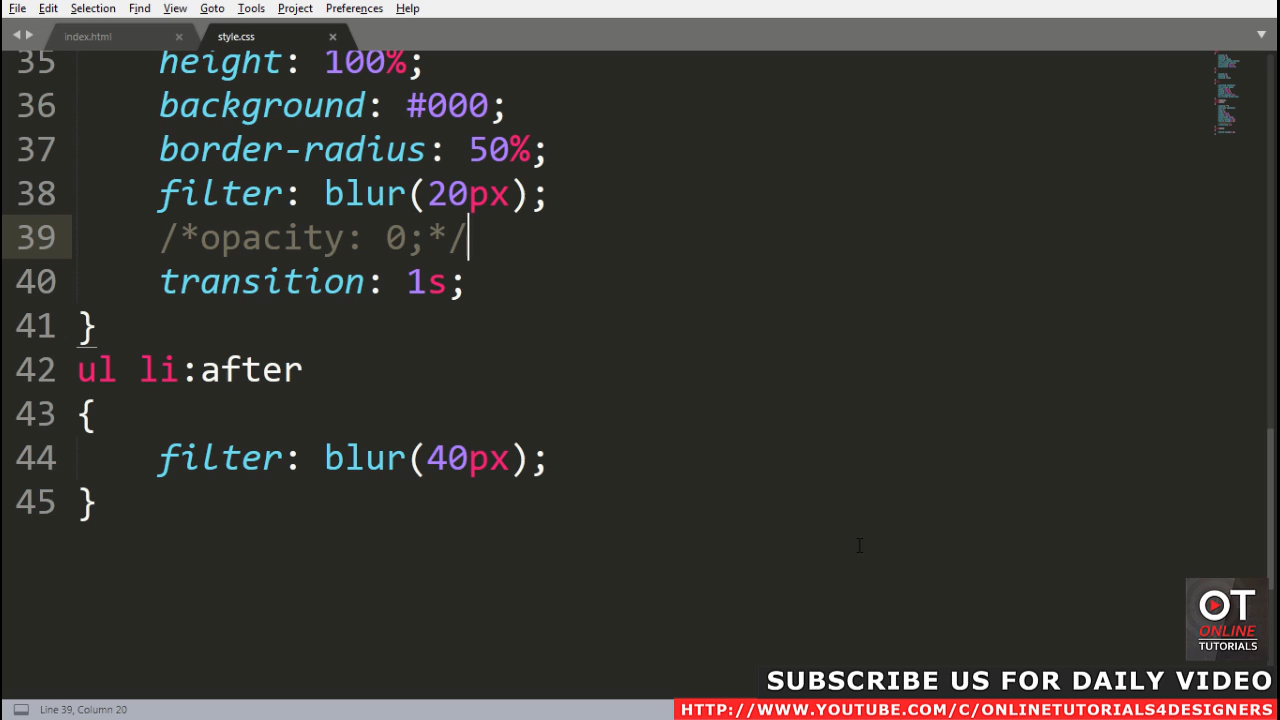 File Edit Selection Find View Goto Tools Project Preferences Help
index.html × style.css ×
35 height: 100%;
36 background: #000;
37 border-radius: 50%;
38 filter: blur(20px);
39 /*opacity: 0;*/
40 transition: 1s;
41 }
42 ul li:after
43 {
44 filter: blur(40px);
45 }
OT
ONLINE
TUTORIALS
SUBSCRIBE US FOR DAILY VIDEO
HTTP://WWW.YOUTUBE.COM/C/ONLINETUTORIALS4DESIGNERS
Line 39, Column 20